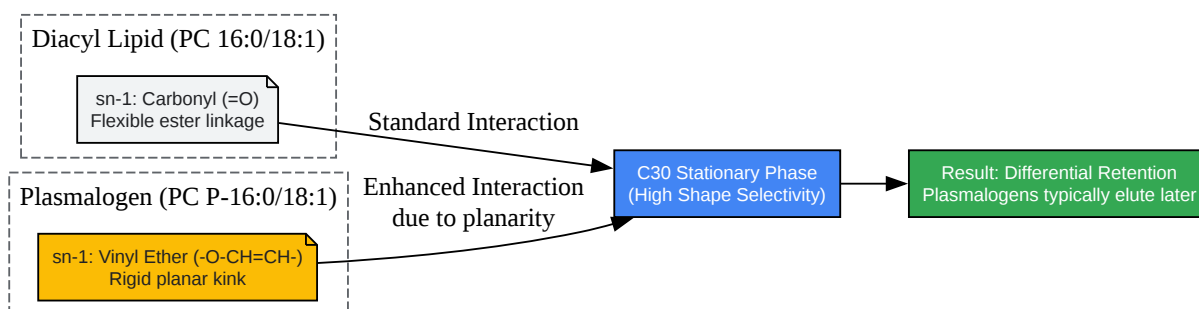 Diacyl Lipid (PC 16:0/18:1)
sn-1: Carbonyl (=O)
Flexible ester linkage
Standard Interaction
Plasmalogen (PC P-16:0/18:1)
sn-1: Vinyl Ether (-O-CH=CH-)
Rigid planar kink
Enhanced Interaction
due to planarity
C30 Stationary Phase
(High Shape Selectivity)
Result: Differential Retention
Plasmalogens typically elute later